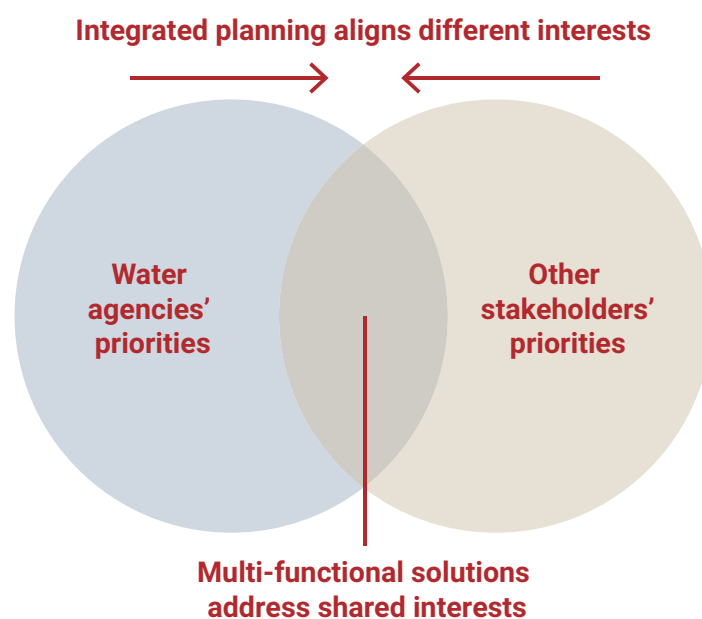 Integrated planning aligns different interests
Water
agencies’
priorities
Other
stakeholders’
priorities
Multi-functional solutions
address shared interests